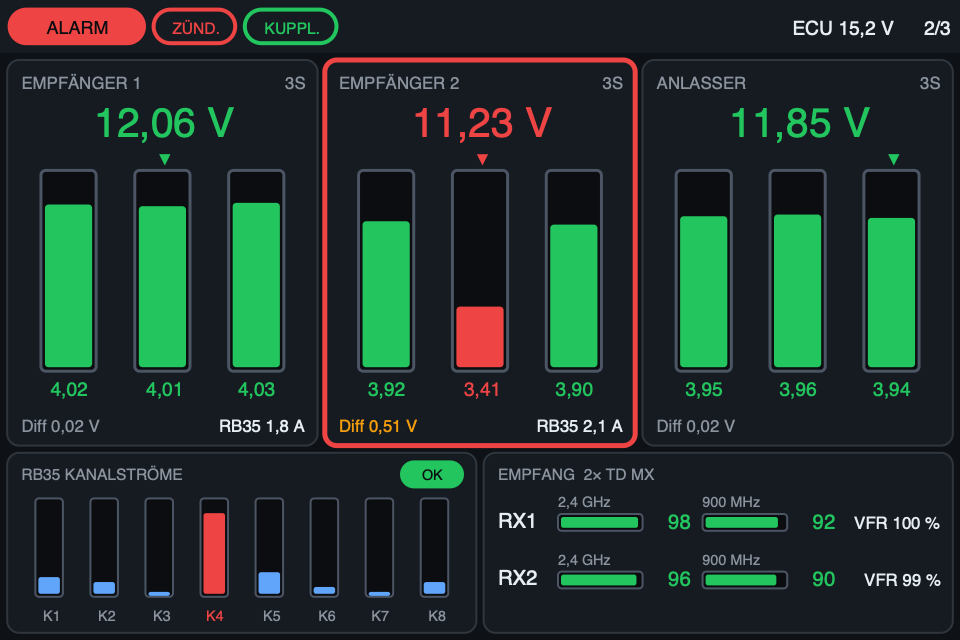 ALARM ZÜND. KUPPL. ECU 15,2 V 2/3
EMPFÄNGER 1 3S
12,06 V
4,02 4,01 4,03
Diff 0,02 V RB35 1,8 A
EMPFÄNGER 2 3S
11,23 V
3,92 3,41 3,90
Diff 0,51 V RB35 2,1 A
ANLASSER 3S
11,85 V
3,95 3,96 3,94
Diff 0,02 V
RB35 KANALSTRÖME OK
K1 K2 K3 K4 K5 K6 K7 K8
EMPFANG 2× TD MX
2,4 GHz 900 MHz
RX1 98 92 VFR 100 %
2,4 GHz 900 MHz
RX2 96 90 VFR 99 %